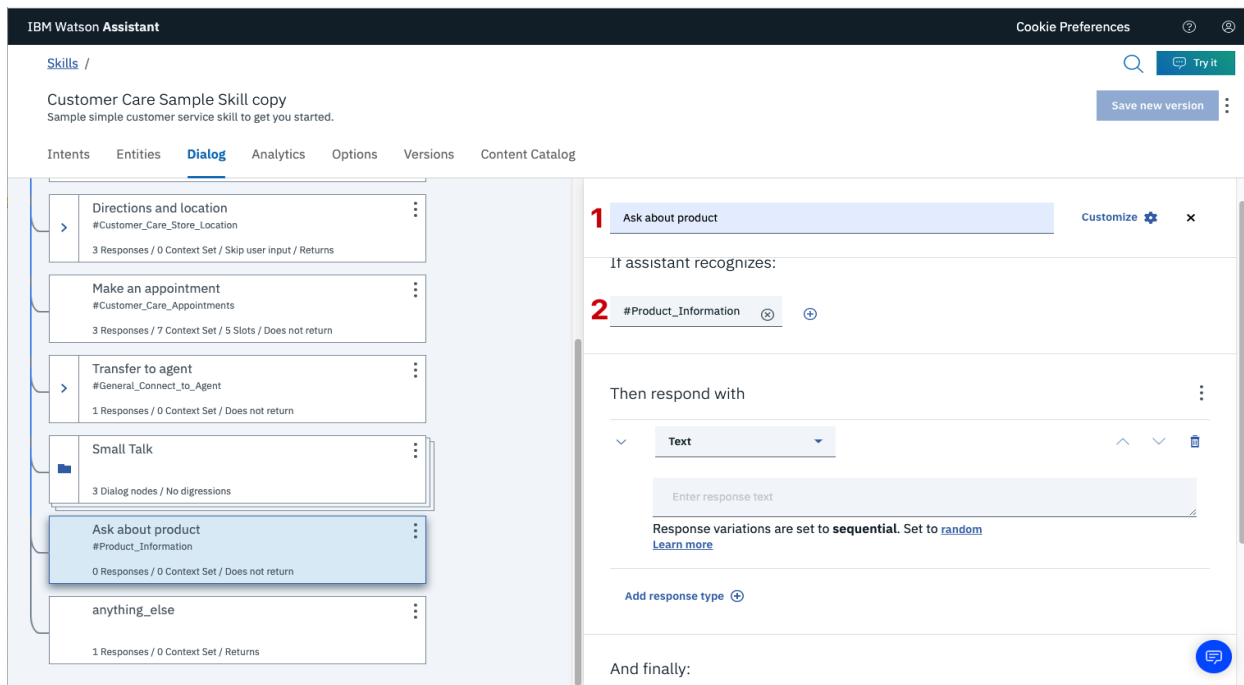 IBM Watson Assistant
Cookie Preferences
Skills /
Try it
Customer Care Sample Skill copy
Sample simple customer service skill to get you started.
Save new version
Intents Entities Dialog Analytics Options Versions Content Catalog
Directions and location
#Customer_Care_Store_Location
3 Responses / 0 Context Set / Skip user input / Returns
Make an appointment
#Customer_Care_Appointments
3 Responses / 7 Context Set / 5 Slots / Does not return
Transfer to agent
#General_Connect_to_Agent
1 Responses / 0 Context Set / Does not return
Small Talk
3 Dialog nodes / No digressions
Ask about product
#Product_Information
0 Responses / 0 Context Set / Does not return
anything_else
1 Responses / 0 Context Set / Returns
1 Ask about product
Customize
If assistant recognizes:
2 #Product_Information
Then respond with
Text
Enter response text
Response variations are set to sequential. Set to random
Learn more
Add response type
And finally: